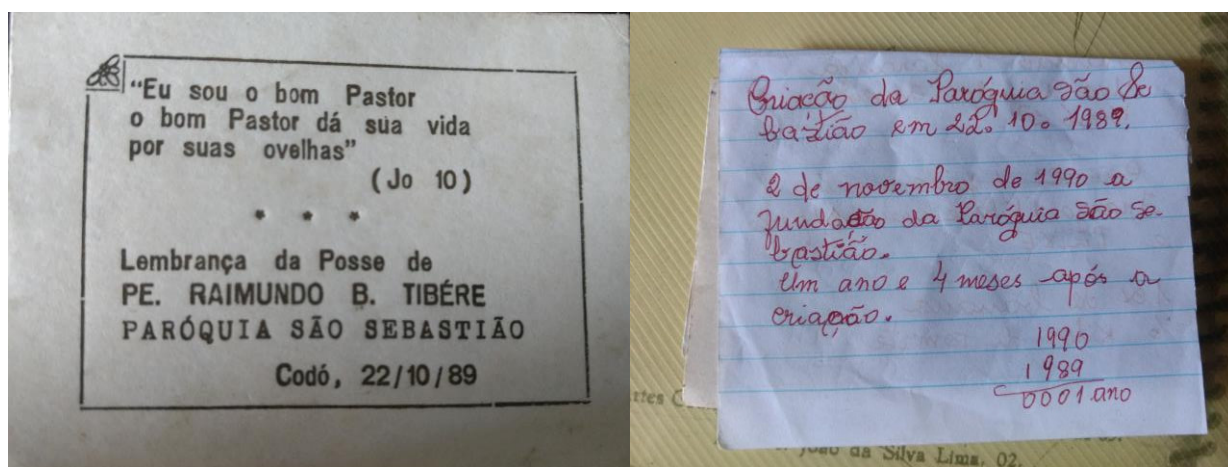 "Eu sou o bom Pastor
o bom Pastor dá sua vida
por suas ovelhas"
(Jo 10)
* * *
Lembrança da Posse de
PE. RAIMUNDO B. TIBÉRE
PARÓQUIA SÃO SEBASTIÃO
Codó, 22/10/89
Criação da Paróquia São Se
bastião em 22. 10. 1989.
2 de novembro de 1990 a
fundação da Paróquia São Se-
bastião.
Um ano e 4 meses após a
criação.
1990
1989
0001 ano
João da Silva Lima, 02.